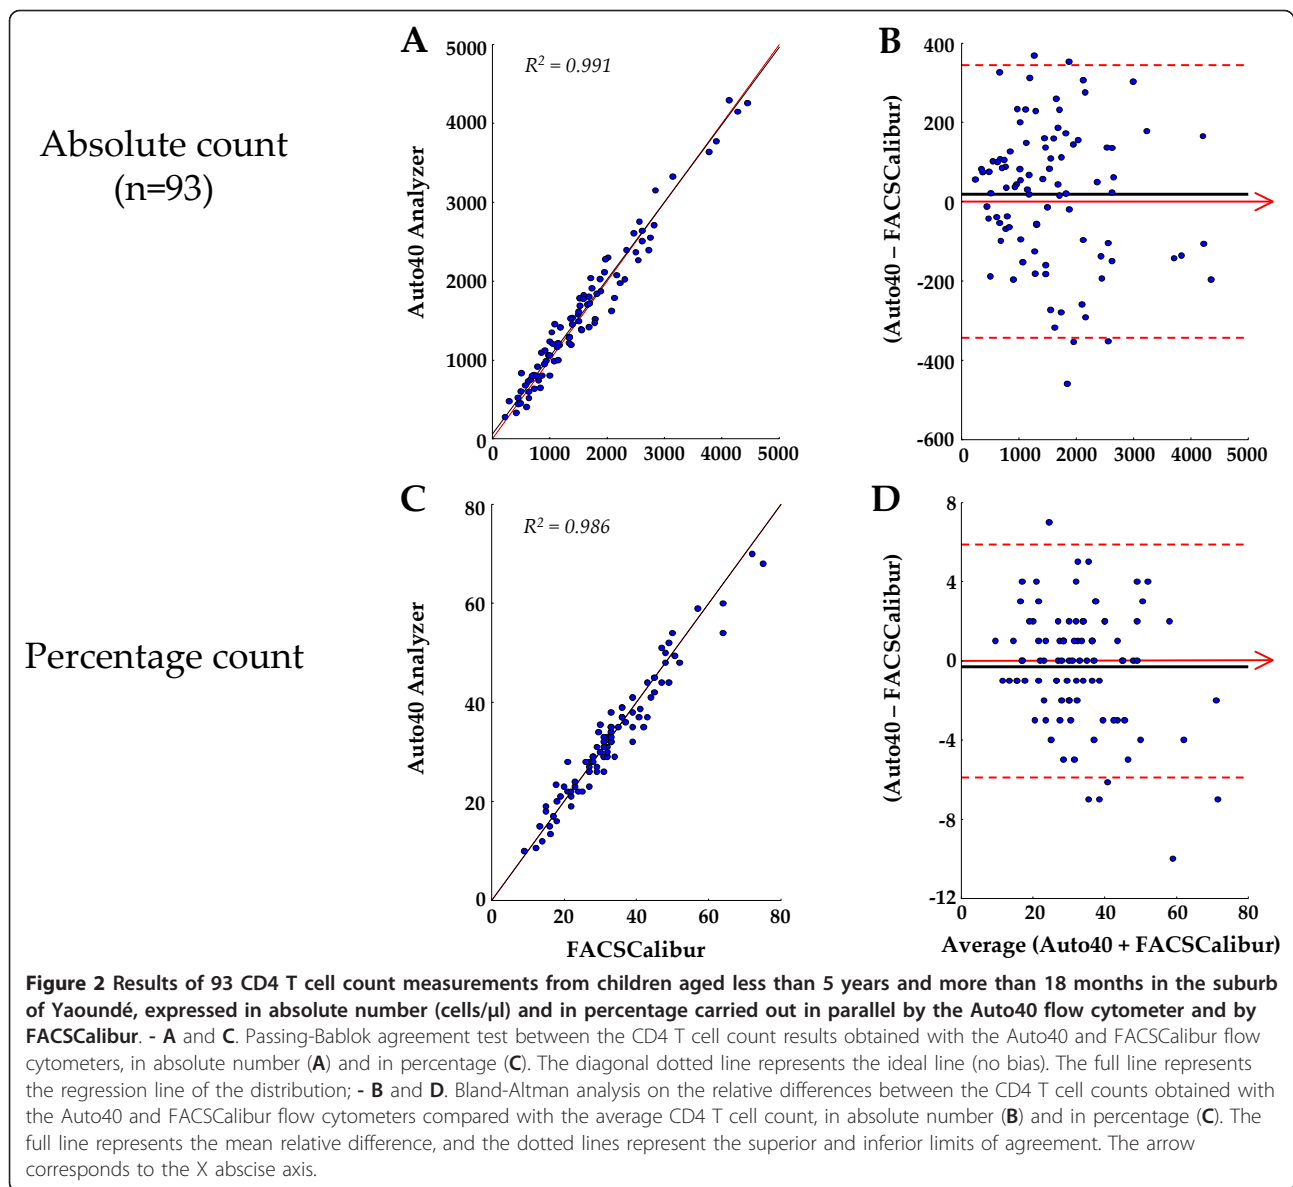 A
R² = 0.991
5000
4000
3000
2000
1000
0
Auto40 Analyzer
0 1000 2000 3000 4000 5000
B
400
200
0
-200
-400
-600
(Auto40 – FACSCalibur)
0 1000 2000 3000 4000 5000
Absolute count
(n=93)
C
R² = 0.986
80
60
40
20
0
Auto40 Analyzer
0 20 40 60 80
FACSCalibur
D
8
4
0
-4
-8
-12
(Auto40 – FACSCalibur)
0 20 40 60 80
Average (Auto40 + FACSCalibur)
Percentage count
Figure 2 Results of 93 CD4 T cell count measurements from children aged less than 5 years and more than 18 months in the suburb
of Yaoundé, expressed in absolute number (cells/μl) and in percentage carried out in parallel by the Auto40 flow cytometer and by
FACSCalibur. - A and C. Passing-Bablok agreement test between the CD4 T cell count results obtained with the Auto40 and FACSCalibur flow
cytometers, in absolute number (A) and in percentage (C). The diagonal dotted line represents the ideal line (no bias). The full line represents
the regression line of the distribution; - B and D. Bland-Altman analysis on the relative differences between the CD4 T cell counts obtained with
the Auto40 and FACSCalibur flow cytometers compared with the average CD4 T cell count, in absolute number (B) and in percentage (C). The
full line represents the mean relative difference, and the dotted lines represent the superior and inferior limits of agreement. The arrow
corresponds to the X abscise axis.